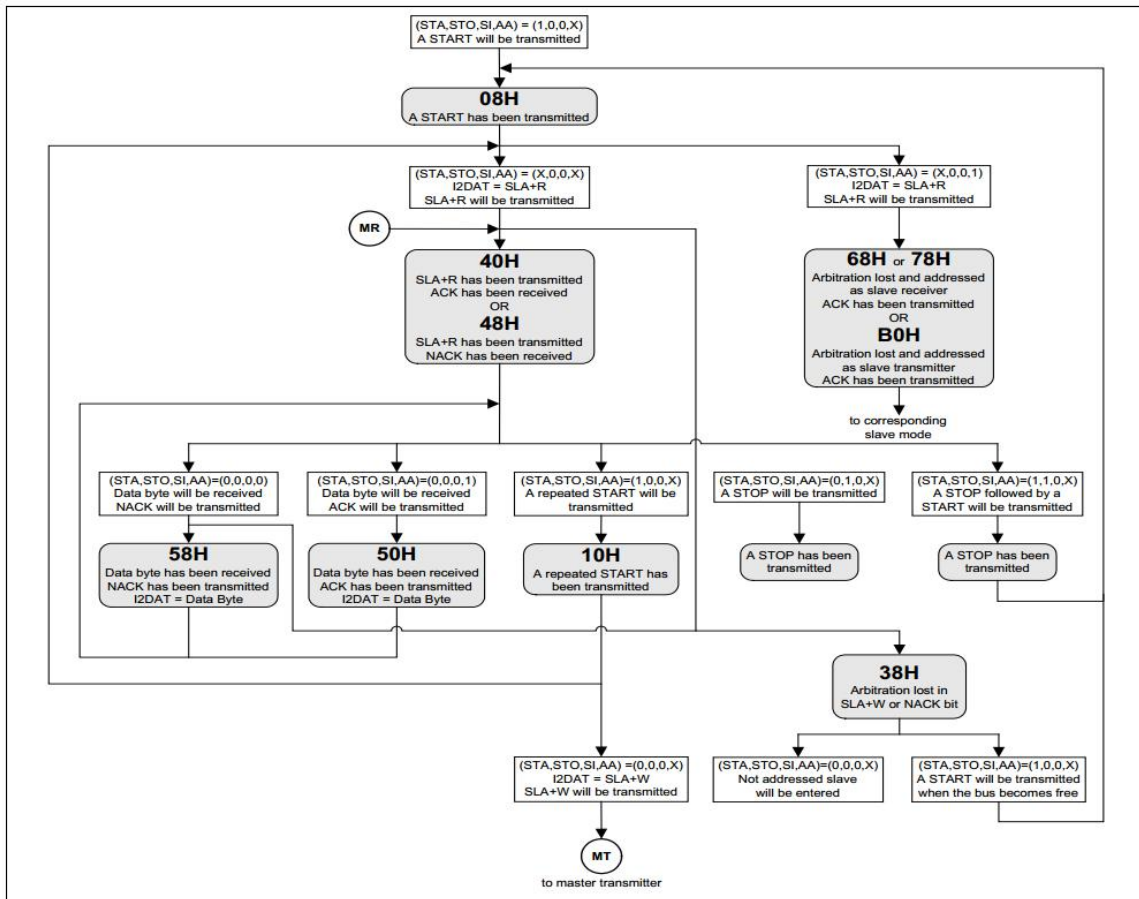 (STA,STO,SI,AA) = (1,0,0,X)
A START will be transmitted
08H
A START has been transmitted
(STA,STO,SI,AA) = (X,0,0,X)
I2DAT = SLA+R
SLA+R will be transmitted
(STA,STO,SI,AA) = (X,0,0,1)
I2DAT = SLA+R
SLA+R will be transmitted
MR
40H
SLA+R has been transmitted
ACK has been received
OR
48H
SLA+R has been transmitted
NACK has been received
68H or 78H
Arbitration lost and addressed
as slave receiver
ACK has been transmitted
OR
B0H
Arbitration lost and addressed
as slave transmitter
ACK has been transmitted
to corresponding
slave mode
(STA,STO,SI,AA)=(0,0,0,0)
Data byte will be received
NACK will be transmitted
(STA,STO,SI,AA)=(0,0,0,1)
Data byte will be received
ACK will be transmitted
(STA,STO,SI,AA)=(1,0,0,X)
A repeated START will be
transmitted
(STA,STO,SI,AA)=(0,1,0,X)
A STOP will be transmitted
(STA,STO,SI,AA)=(1,1,0,X)
A STOP followed by a
START will be transmitted
58H
Data byte has been received
NACK has been transmitted
I2DAT = Data Byte
50H
Data byte has been received
ACK has been transmitted
I2DAT = Data Byte
10H
A repeated START has
been transmitted
A STOP has been
transmitted
A STOP has been
transmitted
38H
Arbitration lost in
SLA+W or NACK bit
(STA,STO,SI,AA) =(0,0,0,X)
I2DAT = SLA+W
SLA+W will be transmitted
(STA,STO,SI,AA)=(0,0,0,X)
Not addressed slave
will be entered
(STA,STO,SI,AA)=(1,0,0,X)
A START will be transmitted
when the bus becomes free
MT
to master transmitter